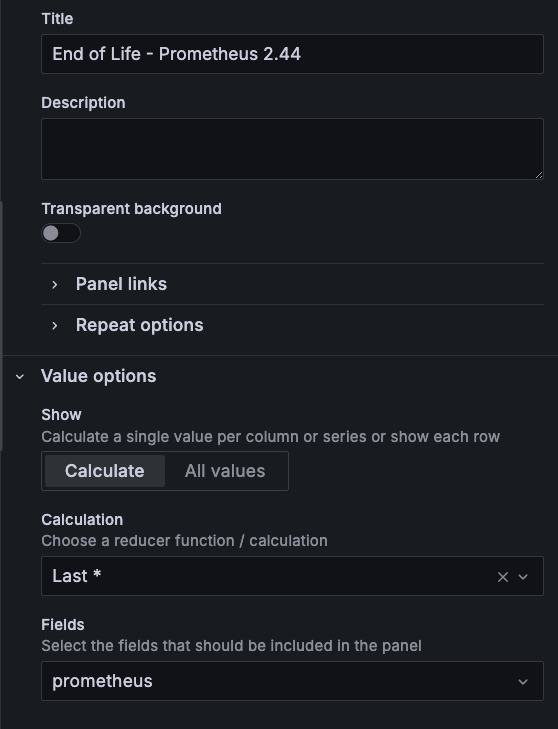 Title
End of Life - Prometheus 2.44
Description
Transparent background
Panel links
Repeat options
Value options
Show
Calculate a single value per column or series or show each row
Calculate All values
Calculation
Choose a reducer function / calculation
Last *
Fields
Select the fields that should be included in the panel
prometheus